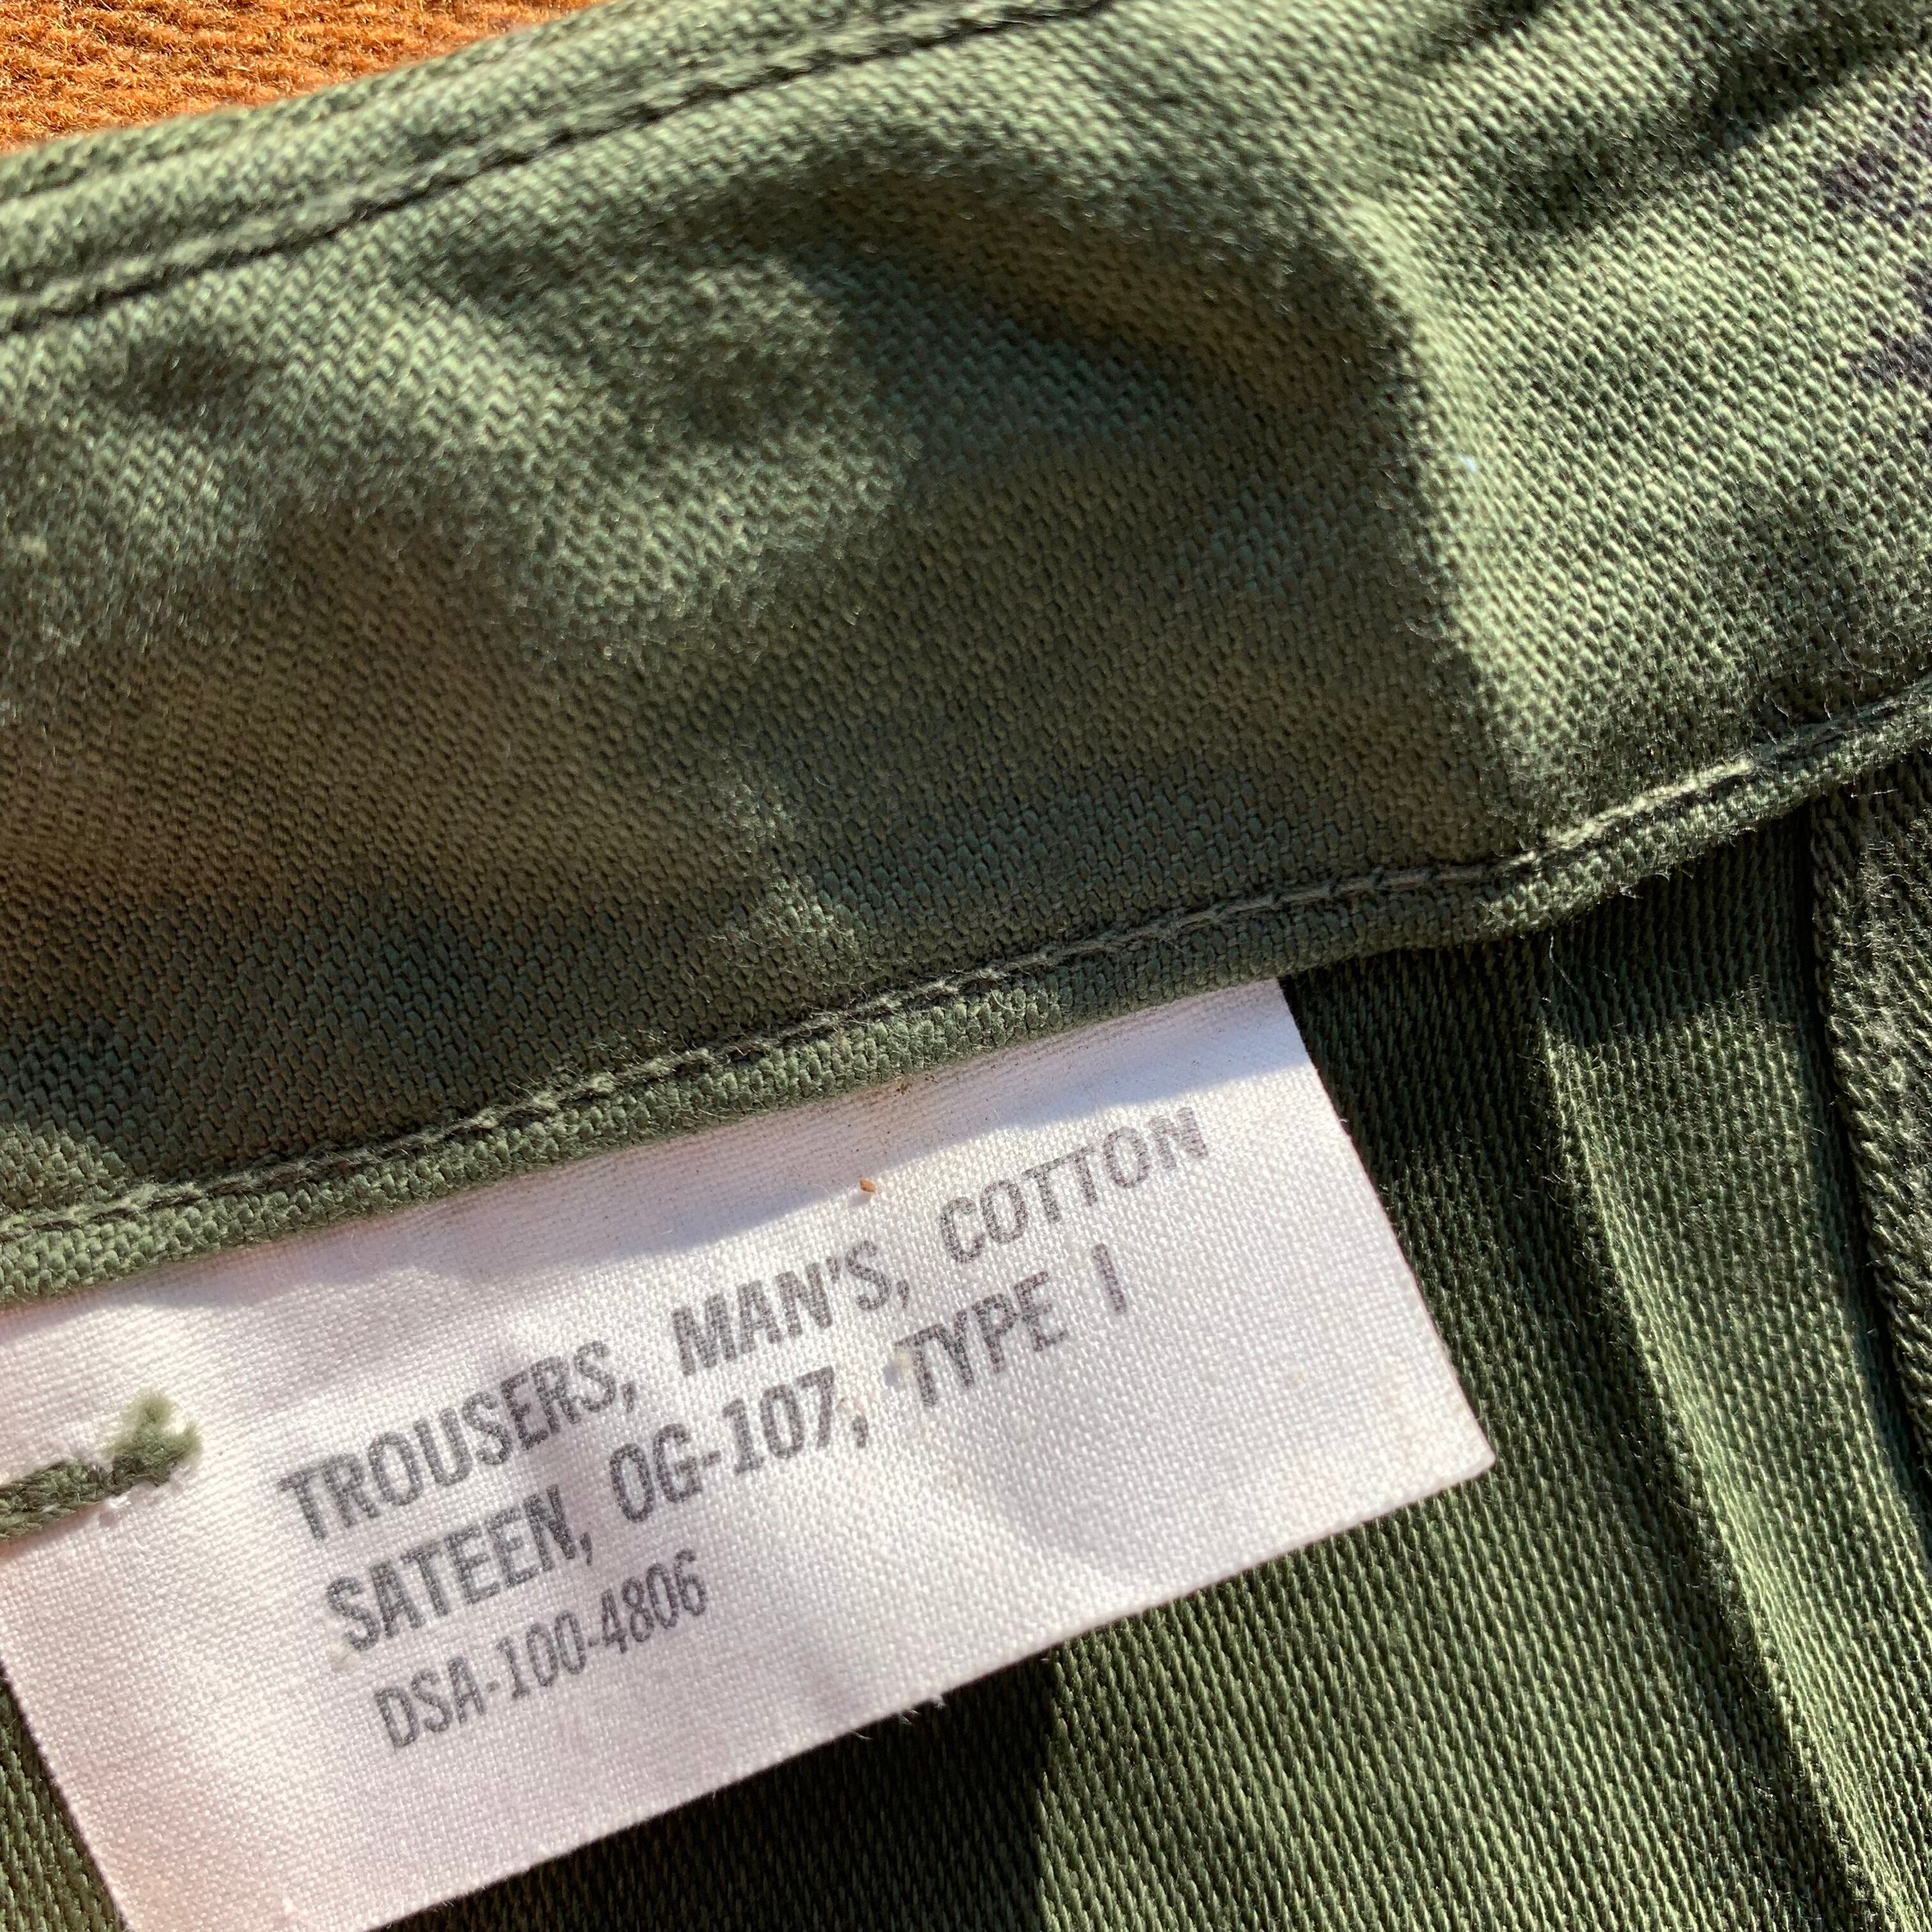 TROUSERS, MAN'S, COTTON
SATEEN, OG-107, TYPE I
DSA-100-4806